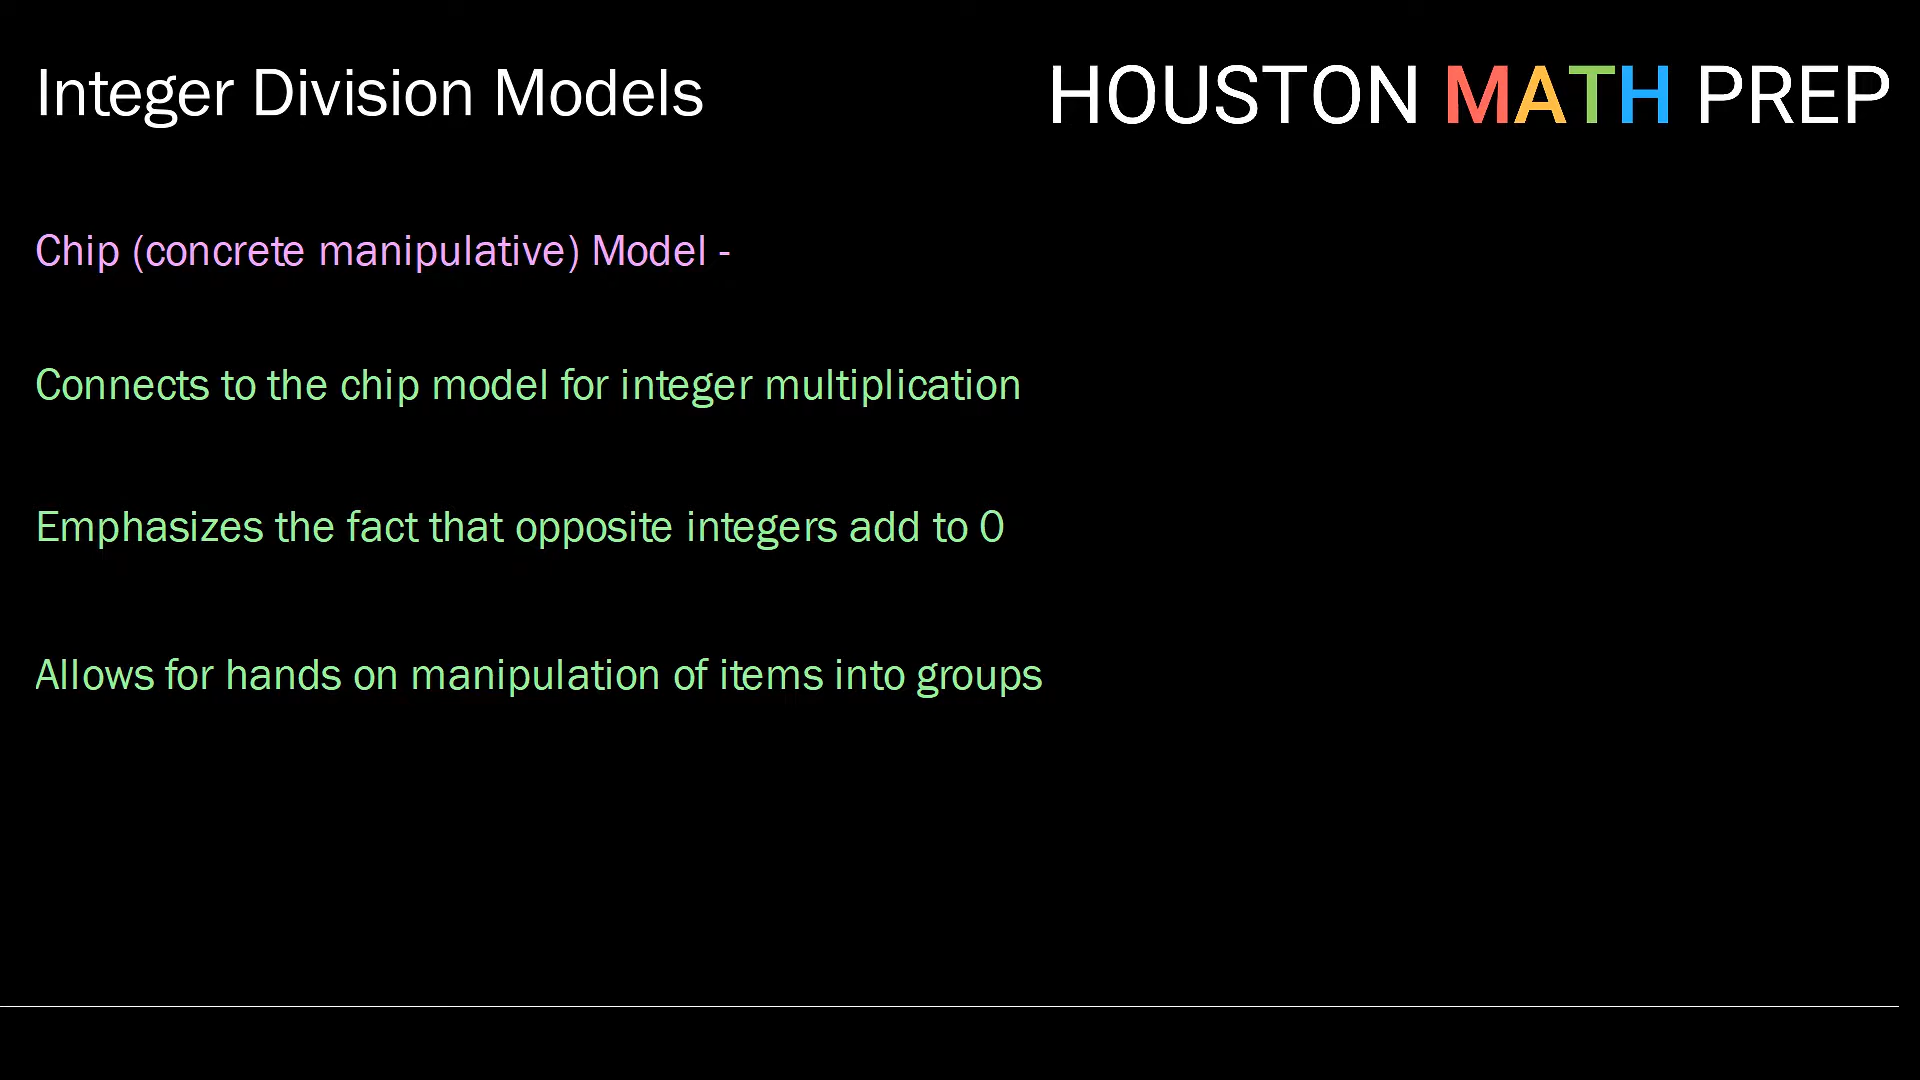 Integer Division Models
HOUSTON MATH PREP
Chip (concrete manipulative) Model -
Connects to the chip model for integer multiplication
Emphasizes the fact that opposite integers add to 0
Allows for hands on manipulation of items into groups